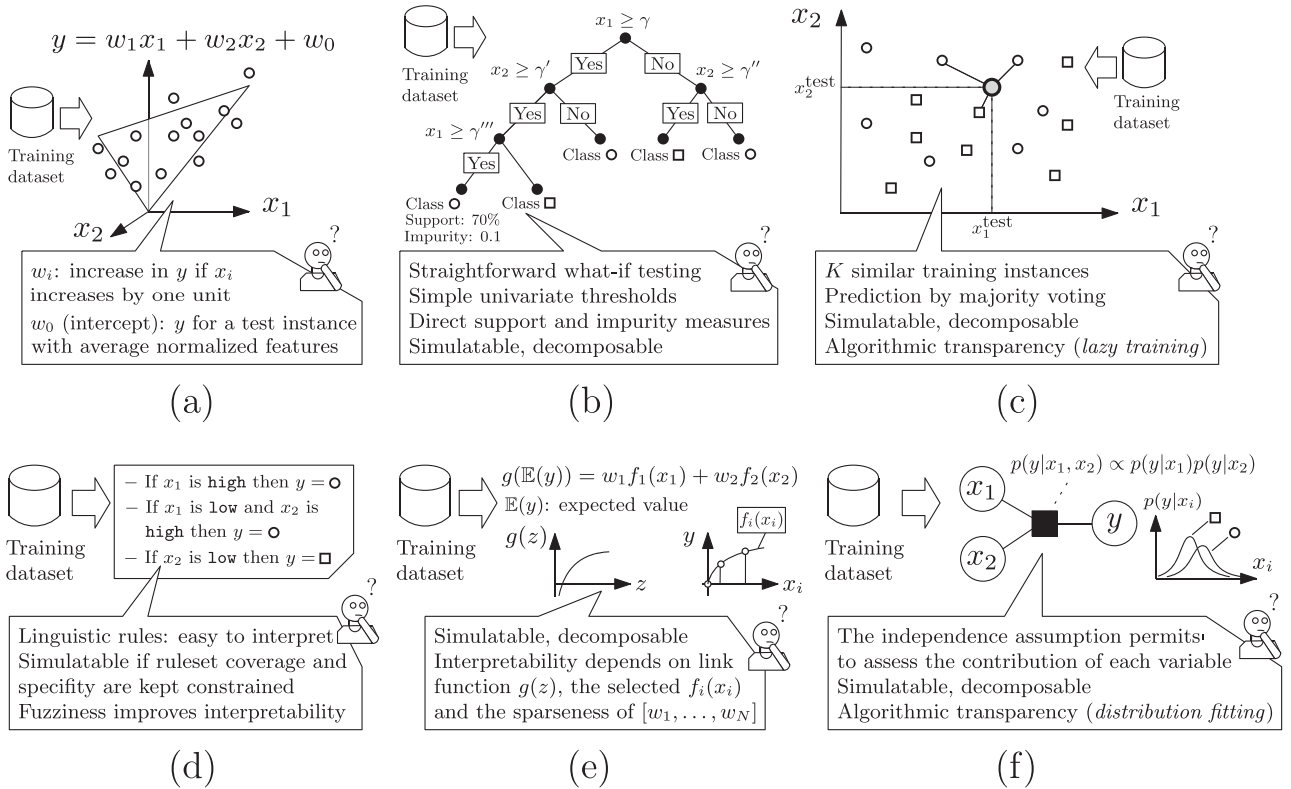 y = w₁x₁ + w₂x₂ + w₀
Training
dataset
x₁
x₂
?
wᵢ: increase in y if xᵢ
increases by one unit
w₀ (intercept): y for a test instance
with average normalized features
(a)
Training
dataset
x₁ ≥ γ
Yes
No
x₂ ≥ γ′
x₂ ≥ γ″
Yes
No
Yes
No
x₁ ≥ γ‴
Yes
Class
Class
Class
Class
Class
Support: 70%
Impurity: 0.1
?
Straightforward what-if testing
Simple univariate thresholds
Direct support and impurity measures
Simulatable, decomposable
(b)
x₂
x₂ᵗᵉˢᵗ
Training
dataset
x₁ᵗᵉˢᵗ
x₁
?
K similar training instances
Prediction by majority voting
Simulatable, decomposable
Algorithmic transparency (lazy training)
(c)
Training
dataset
– If x₁ is high then y =
– If x₁ is low and x₂ is
high then y =
– If x₂ is low then y =
?
Linguistic rules: easy to interpret
Simulatable if ruleset coverage and
specifity are kept constrained
Fuzziness improves interpretability
(d)
Training
dataset
g(𝔼(y)) = w₁f₁(x₁) + w₂f₂(x₂)
𝔼(y): expected value
g(z)
z
y
fᵢ(xᵢ)
xᵢ
?
Simulatable, decomposable
Interpretability depends on link
function g(z), the selected fᵢ(xᵢ)
and the sparseness of [w₁, . . . , w_N]
(e)
Training
dataset
p(y|x₁, x₂) ∝ p(y|x₁)p(y|x₂)
x₁
x₂
y
p(y|xᵢ)
xᵢ
?
The independence assumption permits
to assess the contribution of each variable
Simulatable, decomposable
Algorithmic transparency (distribution fitting)
(f)